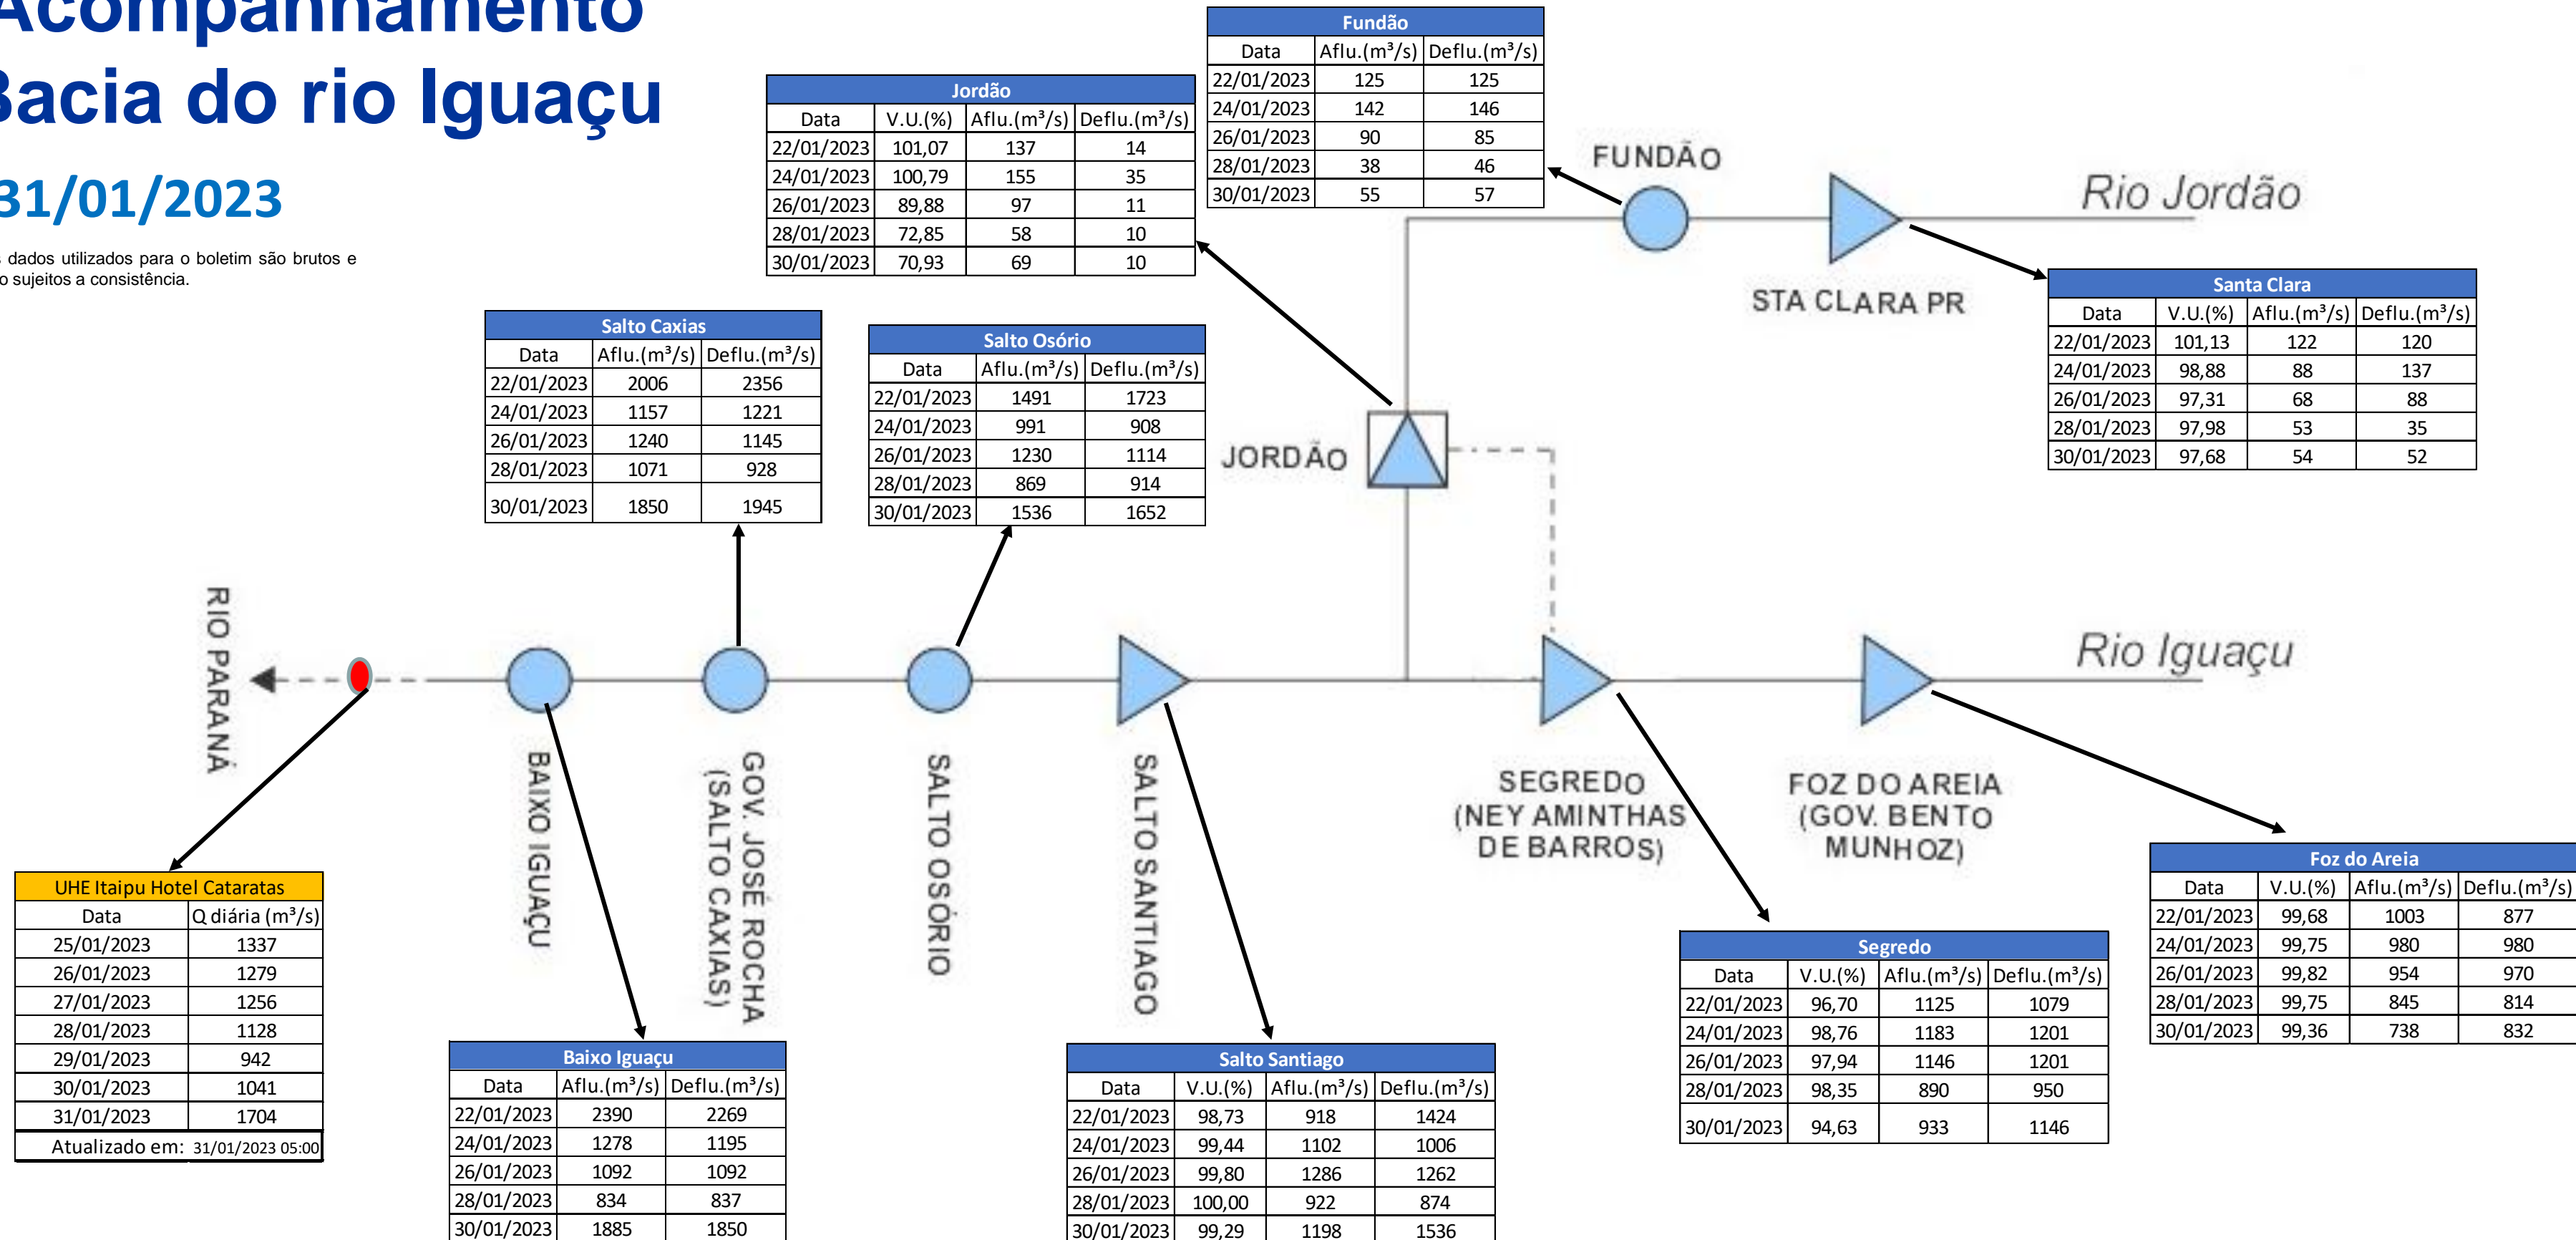 Acompanhamento
Bacia do rio Iguaçu
31/01/2023
s dados utilizados para o boletim são brutos e
o sujeitos a consistência.
Fundão
Data Aflu.(m³/s) Deflu.(m³/s)
22/01/2023 125 125
24/01/2023 142 146
26/01/2023 90 85
28/01/2023 38 46
30/01/2023 55 57
Jordão
Data V.U.(%) Aflu.(m³/s) Deflu.(m³/s)
22/01/2023 101,07 137 14
24/01/2023 100,79 155 35
26/01/2023 89,88 97 11
28/01/2023 72,85 58 10
30/01/2023 70,93 69 10
FUNDÃO
Rio Jordão
STA CLARA PR
Santa Clara
Data V.U.(%) Aflu.(m³/s) Deflu.(m³/s)
22/01/2023 101,13 122 120
24/01/2023 98,88 88 137
26/01/2023 97,31 68 88
28/01/2023 97,98 53 35
30/01/2023 97,68 54 52
Salto Caxias
Data Aflu.(m³/s) Deflu.(m³/s)
22/01/2023 2006 2356
24/01/2023 1157 1221
26/01/2023 1240 1145
28/01/2023 1071 928
30/01/2023 1850 1945
Salto Osório
Data Aflu.(m³/s) Deflu.(m³/s)
22/01/2023 1491 1723
24/01/2023 991 908
26/01/2023 1230 1114
28/01/2023 869 914
30/01/2023 1536 1652
JORDÃO
RIO PARANÁ
Rio Iguaçu
BAIXO IGUAÇU
GOV. JOSÉ ROCHA
(SALTO CAXIAS)
SALTO OSÓRIO
SALTO SANTIAGO
SEGREDO
(NEY AMINTHAS
DE BARROS)
FOZ DO AREIA
(GOV. BENTO
MUNHOZ)
UHE Itaipu Hotel Cataratas
Data Q diária (m³/s)
25/01/2023 1337
26/01/2023 1279
27/01/2023 1256
28/01/2023 1128
29/01/2023 942
30/01/2023 1041
31/01/2023 1704
Atualizado em: 31/01/2023 05:00
Baixo Iguaçu
Data Aflu.(m³/s) Deflu.(m³/s)
22/01/2023 2390 2269
24/01/2023 1278 1195
26/01/2023 1092 1092
28/01/2023 834 837
30/01/2023 1885 1850
Salto Santiago
Data V.U.(%) Aflu.(m³/s) Deflu.(m³/s)
22/01/2023 98,73 918 1424
24/01/2023 99,44 1102 1006
26/01/2023 99,80 1286 1262
28/01/2023 100,00 922 874
30/01/2023 99,29 1198 1536
Segredo
Data V.U.(%) Aflu.(m³/s) Deflu.(m³/s)
22/01/2023 96,70 1125 1079
24/01/2023 98,76 1183 1201
26/01/2023 97,94 1146 1201
28/01/2023 98,35 890 950
30/01/2023 94,63 933 1146
Foz do Areia
Data V.U.(%) Aflu.(m³/s) Deflu.(m³/s)
22/01/2023 99,68 1003 877
24/01/2023 99,75 980 980
26/01/2023 99,82 954 970
28/01/2023 99,75 845 814
30/01/2023 99,36 738 832